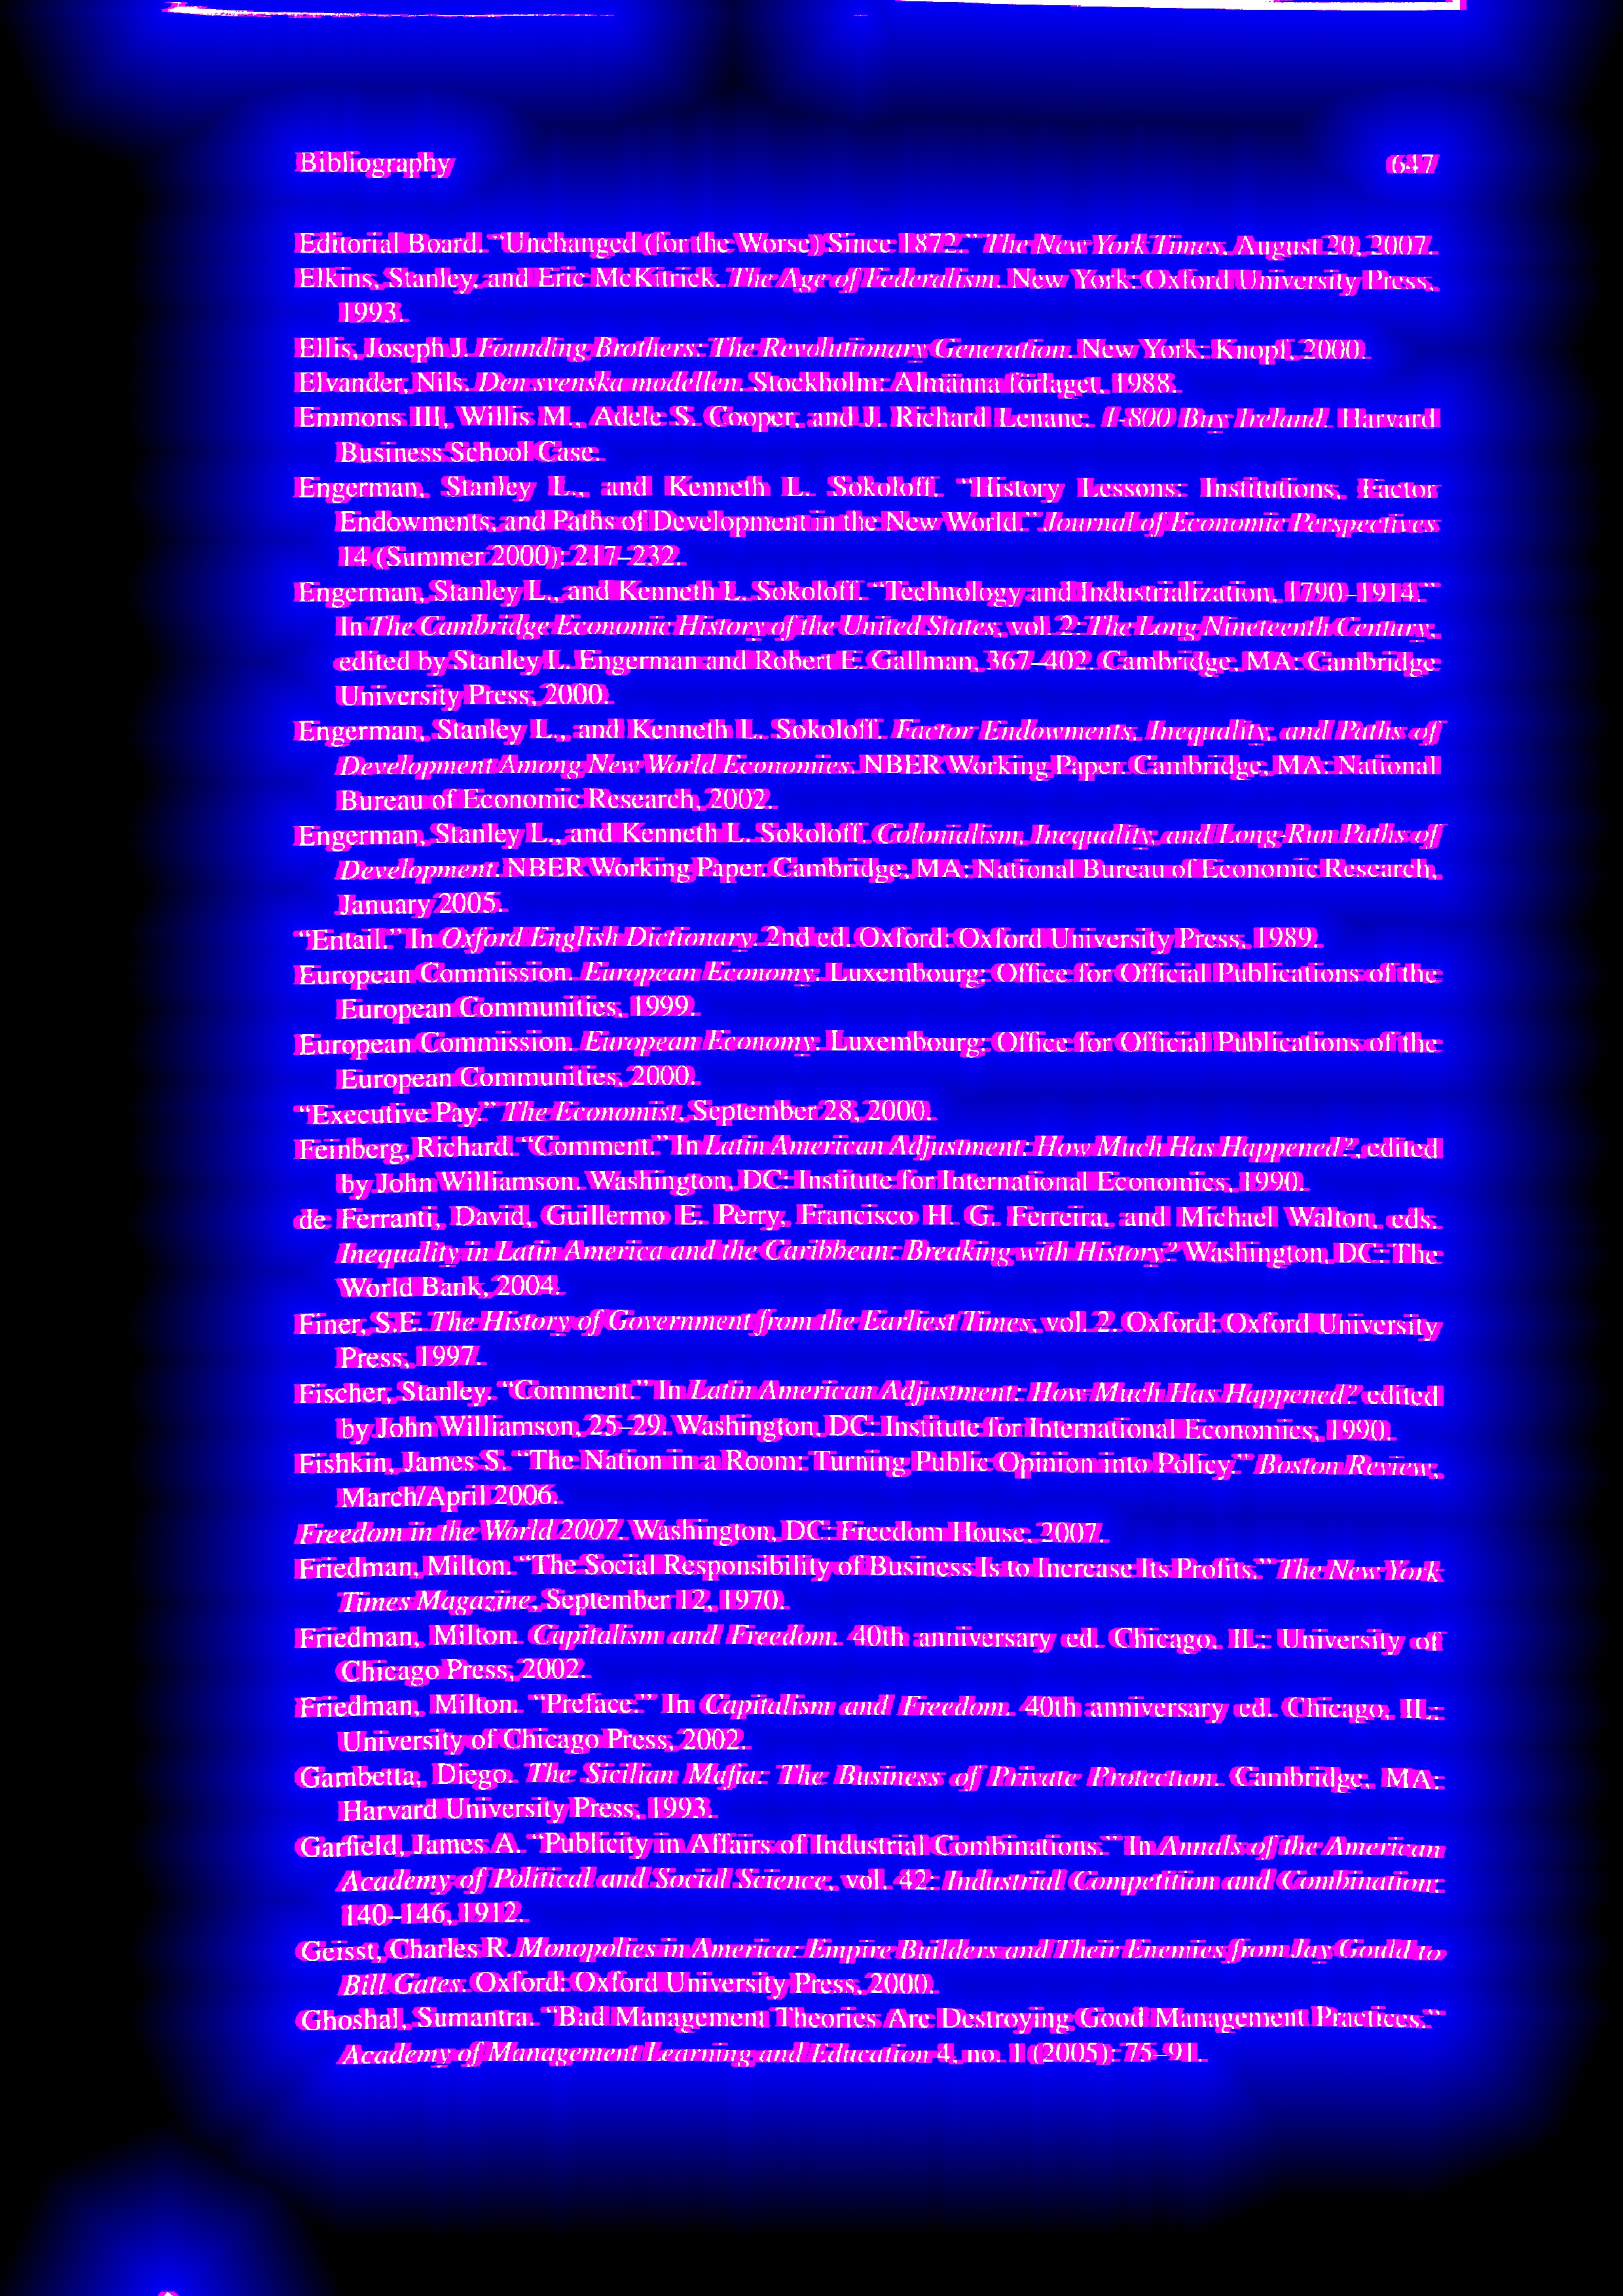 Bibliography 647
Editorial Board. “Unchanged (for the Worse) Since 1872.” The New York Times, August 20, 2007.
Elkins, Stanley, and Eric McKitrick. The Age of Federalism. New York: Oxford University Press,
1993.
Ellis, Joseph J. Founding Brothers: The Revolutionary Generation. New York: Knopf, 2000.
Elvander, Nils. Den svenska modellen. Stockholm: Almänna förlaget, 1988.
Emmons III, Willis M., Adele S. Cooper, and J. Richard Lenane. 1-800 Buy Ireland. Harvard
Business School Case.
Engerman, Stanley L., and Kenneth L. Sokoloff. “History Lessons: Institutions, Factor
Endowments, and Paths of Development in the New World.” Journal of Economic Perspectives
14 (Summer 2000): 217–232.
Engerman, Stanley L., and Kenneth L. Sokoloff. “Technology and Industrialization, 1790–1914.”
In The Cambridge Economic History of the United States, vol. 2: The Long Nineteenth Century,
edited by Stanley L. Engerman and Robert E. Gallman, 367–402. Cambridge, MA: Cambridge
University Press, 2000.
Engerman, Stanley L., and Kenneth L. Sokoloff. Factor Endowments, Inequality, and Paths of
Development Among New World Economies. NBER Working Paper. Cambridge, MA: National
Bureau of Economic Research, 2002.
Engerman, Stanley L., and Kenneth L. Sokoloff. Colonialism, Inequality, and Long-Run Paths of
Development. NBER Working Paper. Cambridge, MA: National Bureau of Economic Research,
January 2005.
“Entail.” In Oxford English Dictionary. 2nd ed. Oxford: Oxford University Press, 1989.
European Commission. European Economy. Luxembourg: Office for Official Publications of the
European Communities, 1999.
European Commission. European Economy. Luxembourg: Office for Official Publications of the
European Communities, 2000.
“Executive Pay.” The Economist, September 28, 2000.
Feinberg, Richard. “Comment.” In Latin American Adjustment: How Much Has Happened?, edited
by John Williamson. Washington, DC: Institute for International Economics, 1990.
de Ferranti, David, Guillermo E. Perry, Francisco H. G. Ferreira, and Michael Walton, eds.
Inequality in Latin America and the Caribbean: Breaking with History? Washington, DC: The
World Bank, 2004.
Finer, S.E. The History of Government from the Earliest Times, vol. 2. Oxford: Oxford University
Press, 1997.
Fischer, Stanley. “Comment.” In Latin American Adjustment: How Much Has Happened? edited
by John Williamson, 25–29. Washington, DC: Institute for International Economics, 1990.
Fishkin, James S. “The Nation in a Room: Turning Public Opinion into Policy.” Boston Review,
March/April 2006.
Freedom in the World 2007. Washington, DC: Freedom House, 2007.
Friedman, Milton. “The Social Responsibility of Business Is to Increase Its Profits.” The New York
Times Magazine, September 12, 1970.
Friedman, Milton. Capitalism and Freedom. 40th anniversary ed. Chicago, IL: University of
Chicago Press, 2002.
Friedman, Milton. “Preface.” In Capitalism and Freedom. 40th anniversary ed. Chicago, IL:
University of Chicago Press, 2002.
Gambetta, Diego. The Sicilian Mafia: The Business of Private Protection. Cambridge, MA:
Harvard University Press, 1993.
Garfield, James A. “Publicity in Affairs of Industrial Combinations.” In Annals of the American
Academy of Political and Social Science, vol. 42: Industrial Competition and Combination:
140–146, 1912.
Geisst, Charles R. Monopolies in America: Empire Builders and Their Enemies from Jay Gould to
Bill Gates. Oxford: Oxford University Press, 2000.
Ghoshal, Sumantra. “Bad Management Theories Are Destroying Good Management Practices.”
Academy of Management Learning and Education 4, no. 1 (2005): 75–91.